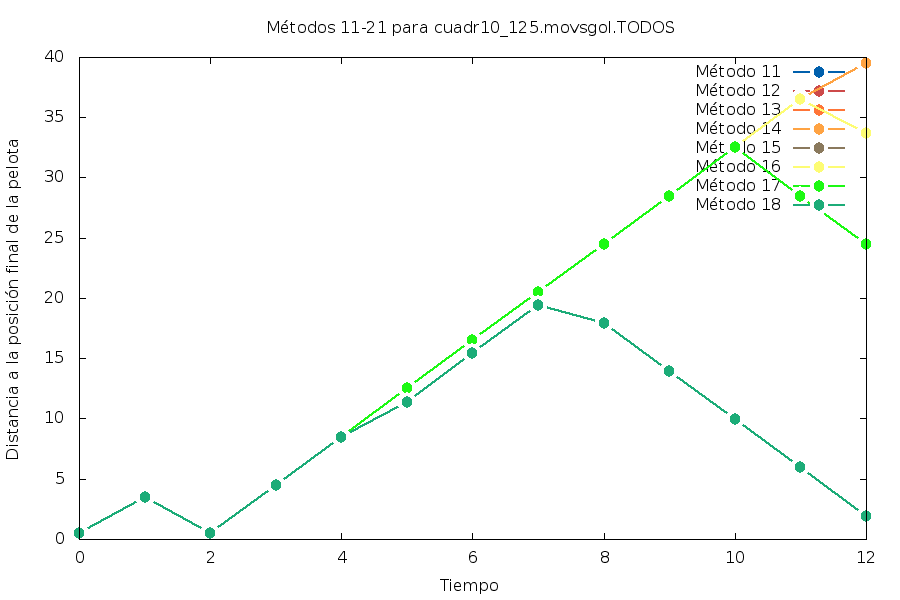 Métodos 11-21 para cuadr10_125.movsgol.TODOS
Distancia a la posición final de la pelota
40
35
30
25
20
15
10
5
0
0 2 4 6 8 10 12
Tiempo
Método 11
Método 12
Método 13
Método 14
Mét lo 15
Método 16
Método 17
Método 18